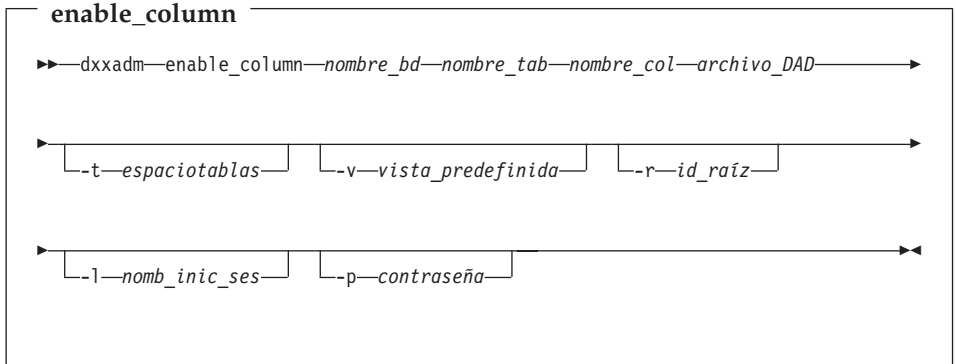 enable_column
dxxadm enable_column nombre_bd nombre_tab nombre_col archivo_DAD
-t espaciotablas -v vista_predefinida -r id_raíz
-l nomb_inic_ses -p contraseña